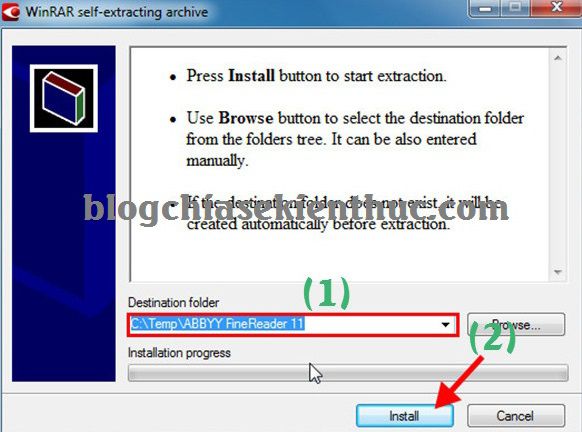 WinRAR self-extracting archive
• Press Install button to start extraction.
• Use Browse button to select the destination folder
from the folders tree. It can be also entered
manually.
• If the destination folder does not exist, it will be
created automatically before extraction.
blogchiasekienthuc.com
(1)
Destination folder
C:\Temp\ABBYY FineReader 11
Browse...
(2)
Installation progress
Install
Cancel